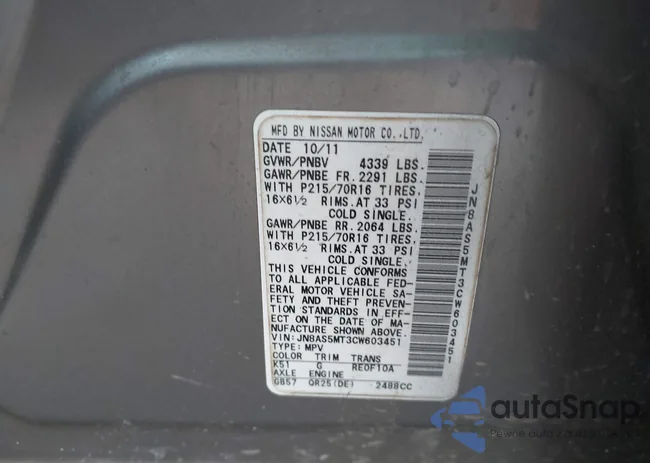 MFD BY NISSAN MOTOR CO.,LTD.
DATE 10/11
GVWR/PNBV 4339 LBS.
GAWR/PNBE FR.2291 LBS.
WITH P215/70R16 TIRES.
16X6½ RIMS.AT 33 PSI
COLD SINGLE.
GAWR/PNBE RR.2064 LBS.
WITH P215/70R16 TIRES.
16X6½ RIMS.AT 33 PSI
COLD SINGLE.
THIS VEHICLE CONFORMS
TO ALL APPLICABLE FED-
ERAL MOTOR VEHICLE SA-
FETY AND THEFT PREVEN-
TION STANDARDS IN EFF-
ECT ON THE DATE OF MA-
NUFACTURE SHOWN ABOVE.
VIN:JN8AS5MT3CW603451
TYPE:MPV
COLOR TRIM TRANS
K51 G RE0F10A
AXLE ENGINE
GB57 QR25(DE) 2488CC
JN8AS5MT3CW603451
autoSnap
Pewne auta z aukcji